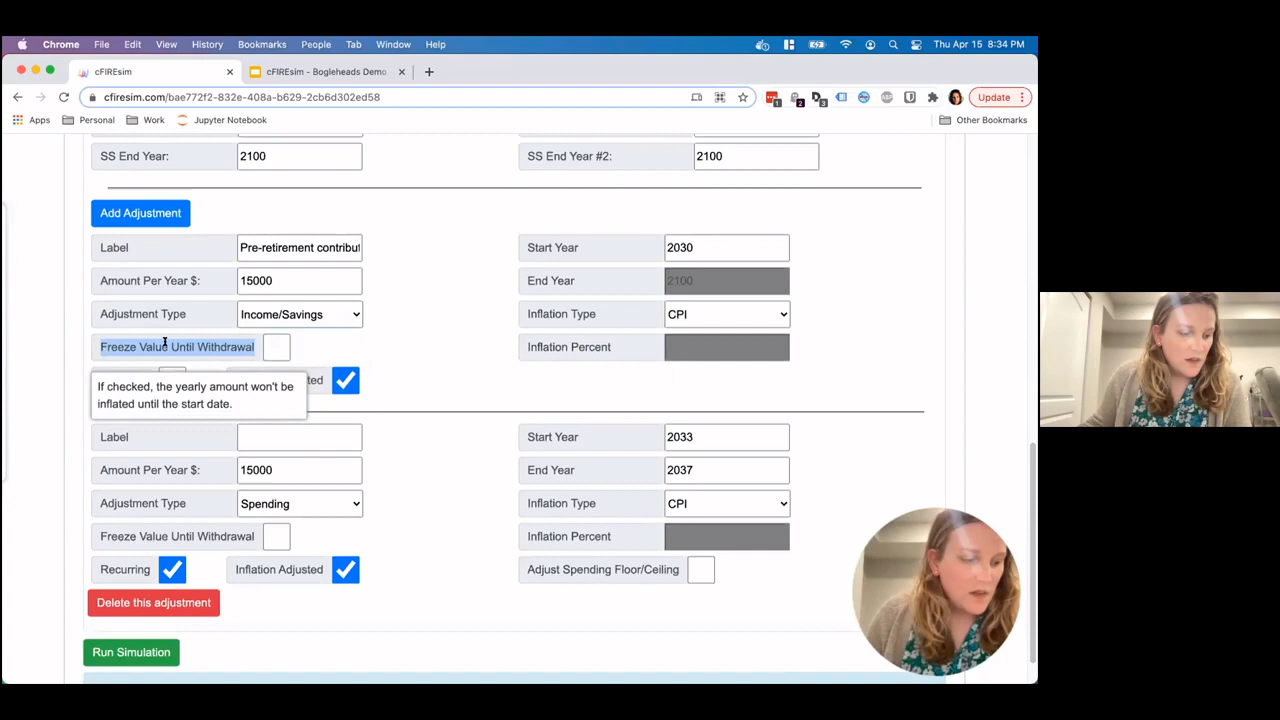 Chrome File Edit View History Bookmarks People Tab Window Help Thu Apr 15 8:34 PM
cFIREsim cFIREsim - Bogleheads Demo
cfiresim.com/bae772f2-832e-408a-b629-2cb6d302ed58 Update
Apps Personal Work Jupyter Notebook Other Bookmarks
SS End Year: 2100 SS End Year #2: 2100
Add Adjustment
Label Pre-retirement contribut Start Year 2030
Amount Per Year $: 15000 End Year 2100
Adjustment Type Income/Savings Inflation Type CPI
Freeze Value Until Withdrawal Inflation Percent
ted
If checked, the yearly amount won't be
inflated until the start date.
Label Start Year 2033
Amount Per Year $: 15000 End Year 2037
Adjustment Type Spending Inflation Type CPI
Freeze Value Until Withdrawal Inflation Percent
Recurring Inflation Adjusted Adjust Spending Floor/Ceiling
Delete this adjustment
Run Simulation